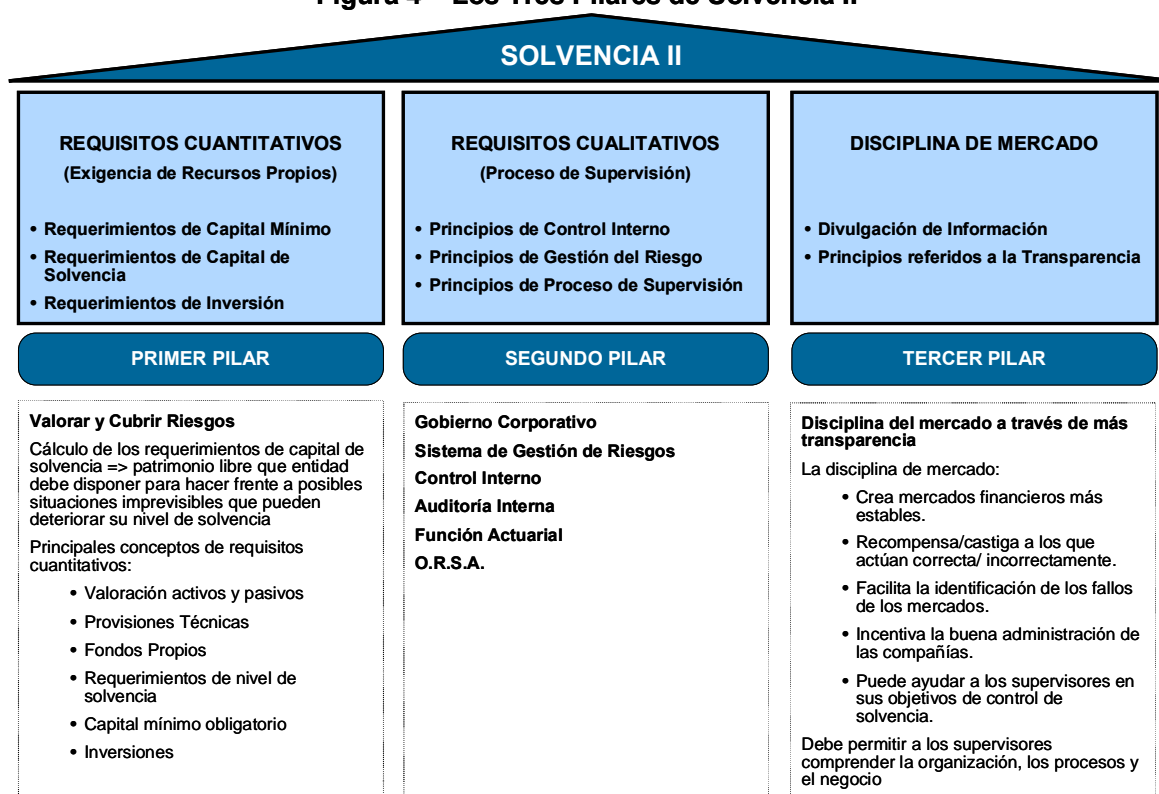 Figura 4 – Los Tres Pilares de Solvencia II
SOLVENCIA II
REQUISITOS CUANTITATIVOS
(Exigencia de Recursos Propios)
• Requerimientos de Capital Mínimo
• Requerimientos de Capital de
Solvencia
• Requerimientos de Inversión
REQUISITOS CUALITATIVOS
(Proceso de Supervisión)
• Principios de Control Interno
• Principios de Gestión del Riesgo
• Principios de Proceso de Supervisión
DISCIPLINA DE MERCADO
• Divulgación de Información
• Principios referidos a la Transparencia
PRIMER PILAR
SEGUNDO PILAR
TERCER PILAR
Valorar y Cubrir Riesgos
Cálculo de los requerimientos de capital de
solvencia => patrimonio libre que entidad
debe disponer para hacer frente a posibles
situaciones imprevisibles que pueden
deteriorar su nivel de solvencia
Principales conceptos de requisitos
cuantitativos:
• Valoración activos y pasivos
• Provisiones Técnicas
• Fondos Propios
• Requerimientos de nivel de
solvencia
• Capital mínimo obligatorio
• Inversiones
Gobierno Corporativo
Sistema de Gestión de Riesgos
Control Interno
Auditoría Interna
Función Actuarial
O.R.S.A.
Disciplina del mercado a través de más
transparencia
La disciplina de mercado:
• Crea mercados financieros más
estables.
• Recompensa/castiga a los que
actúan correcta/ incorrectamente.
• Facilita la identificación de los fallos
de los mercados.
• Incentiva la buena administración de
las compañías.
• Puede ayudar a los supervisores en
sus objetivos de control de
solvencia.
Debe permitir a los supervisores
comprender la organización, los procesos y
el negocio